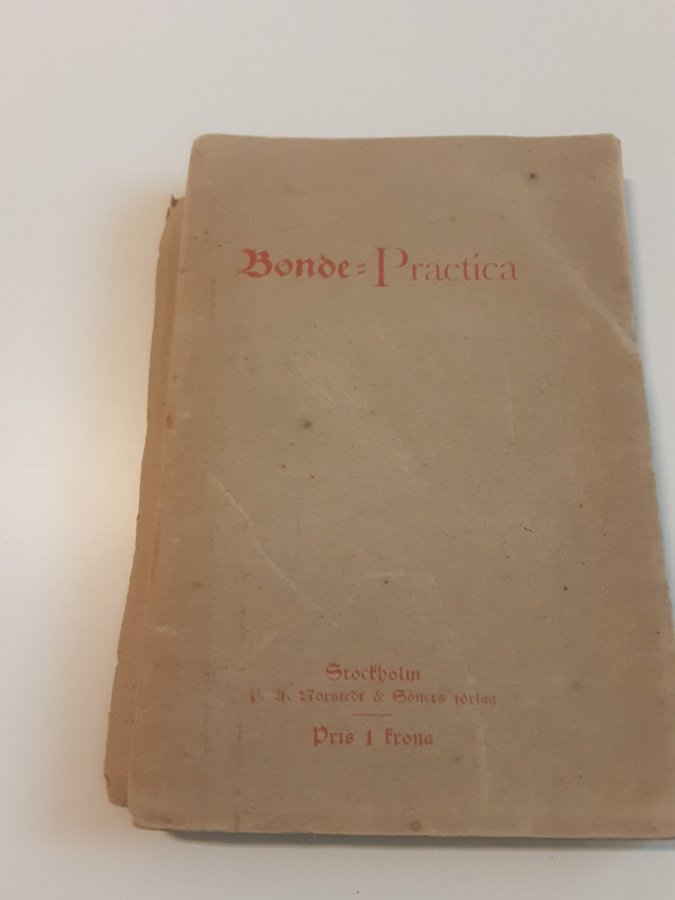 Bonde=Practica
Stockholm
P. A. Norstedt & Söners förlag
Pris 1 krona